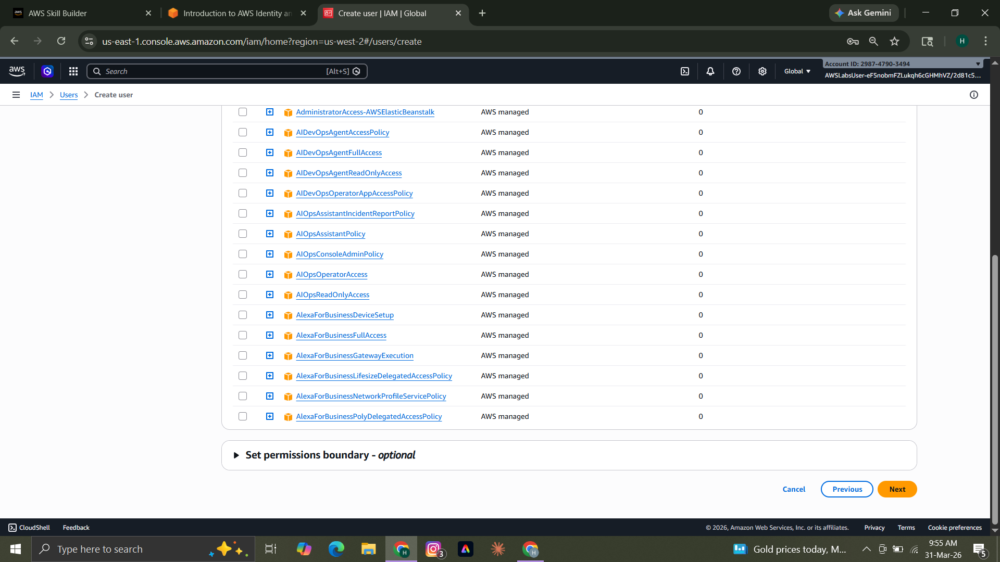 aws AWS Skill Builder
Introduction to AWS Identity an
Create user | IAM | Global
Ask Gemini
us-east-1.console.aws.amazon.com/iam/home?region=us-west-2#/users/create
H
aws
Search [Alt+S]
Global
Account ID: 2987-4790-3494
AWSLabsUser-eF5nobmFZLukqh6cGHMhVZ/2d81c5...
IAM > Users > Create user
AdministratorAccess-AWSElasticBeanstalk AWS managed 0
AIDevOpsAgentAccessPolicy AWS managed 0
AIDevOpsAgentFullAccess AWS managed 0
AIDevOpsAgentReadOnlyAccess AWS managed 0
AIDevOpsOperatorAppAccessPolicy AWS managed 0
AIOpsAssistantIncidentReportPolicy AWS managed 0
AIOpsAssistantPolicy AWS managed 0
AIOpsConsoleAdminPolicy AWS managed 0
AIOpsOperatorAccess AWS managed 0
AIOpsReadOnlyAccess AWS managed 0
AlexaForBusinessDeviceSetup AWS managed 0
AlexaForBusinessFullAccess AWS managed 0
AlexaForBusinessGatewayExecution AWS managed 0
AlexaForBusinessLifesizeDelegatedAccessPolicy AWS managed 0
AlexaForBusinessNetworkProfileServicePolicy AWS managed 0
AlexaForBusinessPolyDelegatedAccessPolicy AWS managed 0
Set permissions boundary - optional
Cancel Previous Next
CloudShell Feedback © 2026, Amazon Web Services, Inc. or its affiliates. Privacy Terms Cookie preferences
Type here to search
H
3
H
Gold prices today, M...
9:55 AM
31-Mar-26
5